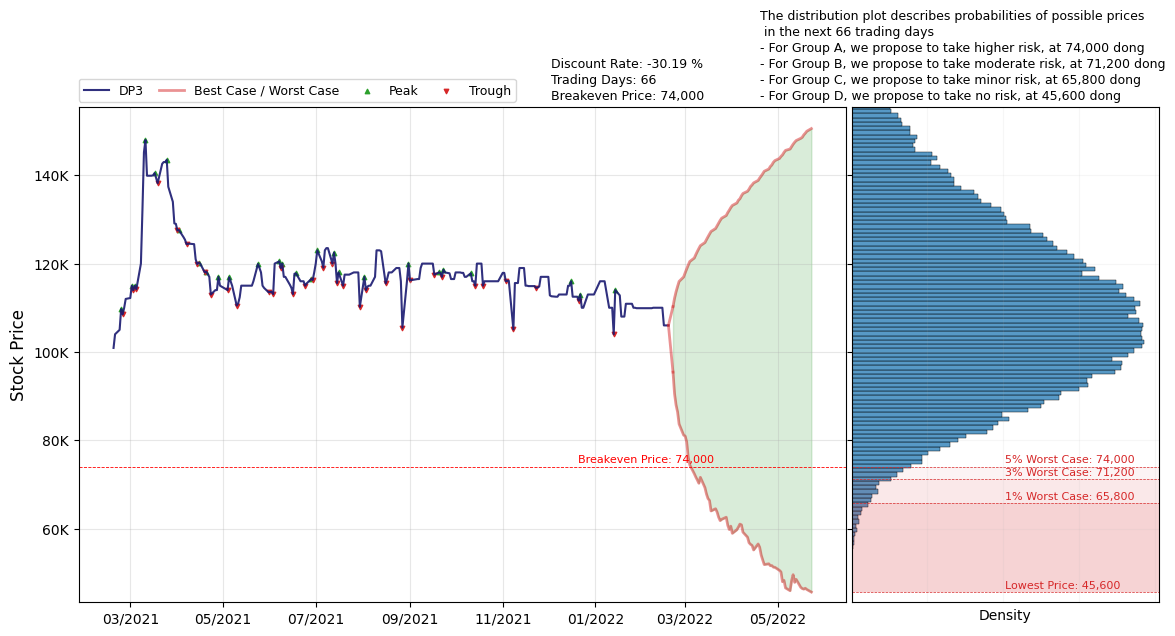 The distribution plot describes probabilities of possible prices
in the next 66 trading days
- For Group A, we propose to take higher risk, at 74,000 dong
- For Group B, we propose to take moderate risk, at 71,200 dong
- For Group C, we propose to take minor risk, at 65,800 dong
- For Group D, we propose to take no risk, at 45,600 dong
Discount Rate: -30.19 %
Trading Days: 66
Breakeven Price: 74,000
DP3
Best Case / Worst Case
Peak
Trough
Stock Price
140K
120K
100K
80K
60K
Breakeven Price: 74,000
03/2021
05/2021
07/2021
09/2021
11/2021
01/2022
03/2022
05/2022
5% Worst Case: 74,000
3% Worst Case: 71,200
1% Worst Case: 65,800
Lowest Price: 45,600
Density